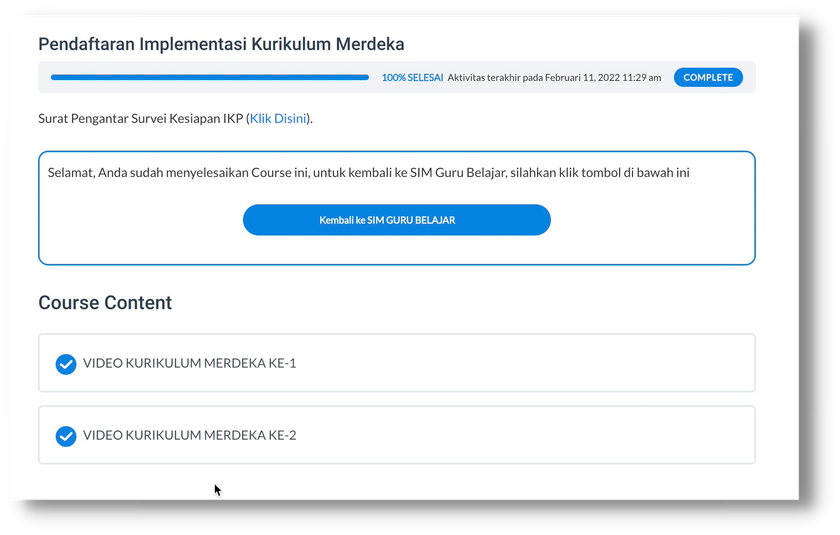 Pendaftaran Implementasi Kurikulum Merdeka
100% SELESAI Aktivitas terakhir pada Februari 11, 2022 11:29 am COMPLETE
Surat Pengantar Survei Kesiapan IKP (Klik Disini).
Selamat, Anda sudah menyelesaikan Course ini, untuk kembali ke SIM Guru Belajar, silahkan klik tombol di bawah ini
Kembali ke SIM GURU BELAJAR
Course Content
VIDEO KURIKULUM MERDEKA KE-1
VIDEO KURIKULUM MERDEKA KE-2